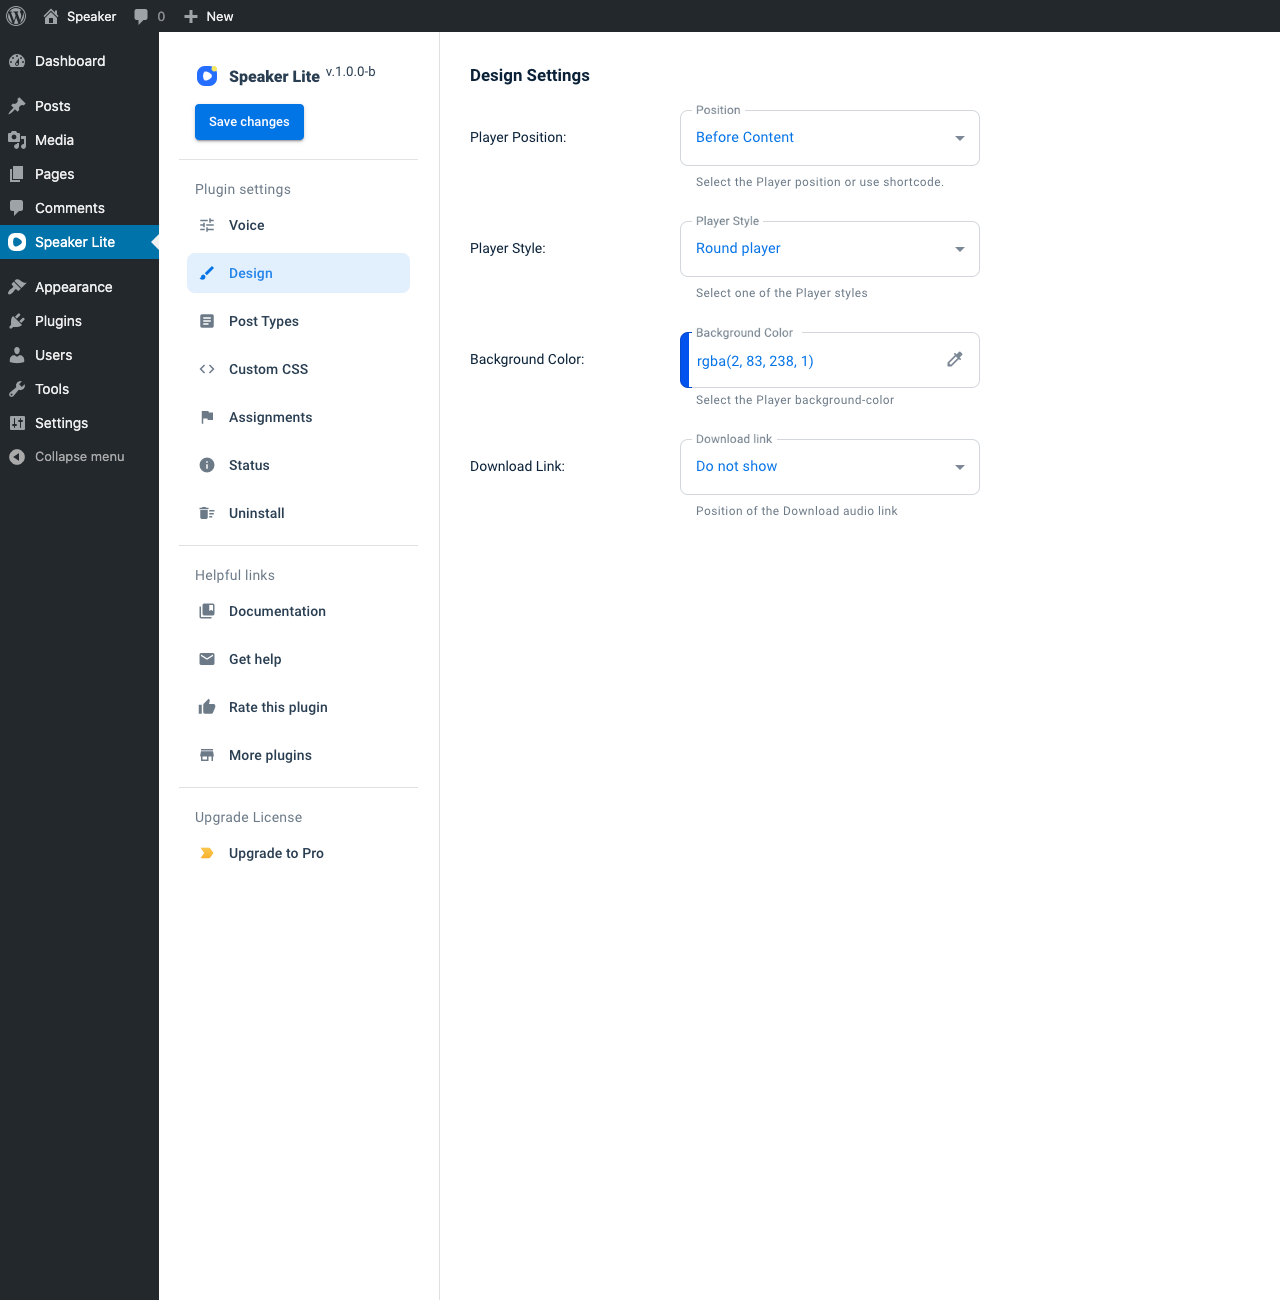 Speaker
0
New
Dashboard
Posts
Media
Pages
Comments
Speaker Lite
Appearance
Plugins
Users
Tools
Settings
Collapse menu
Speaker Lite v.1.0.0-b
Save changes
Plugin settings
Voice
Design
Post Types
Custom CSS
Assignments
Status
Uninstall
Helpful links
Documentation
Get help
Rate this plugin
More plugins
Upgrade License
Upgrade to Pro
Design Settings
Player Position:
Position
Before Content
Select the Player position or use shortcode.
Player Style:
Player Style
Round player
Select one of the Player styles
Background Color:
Background Color
rgba(2, 83, 238, 1)
Select the Player background-color
Download Link:
Download link
Do not show
Position of the Download audio link